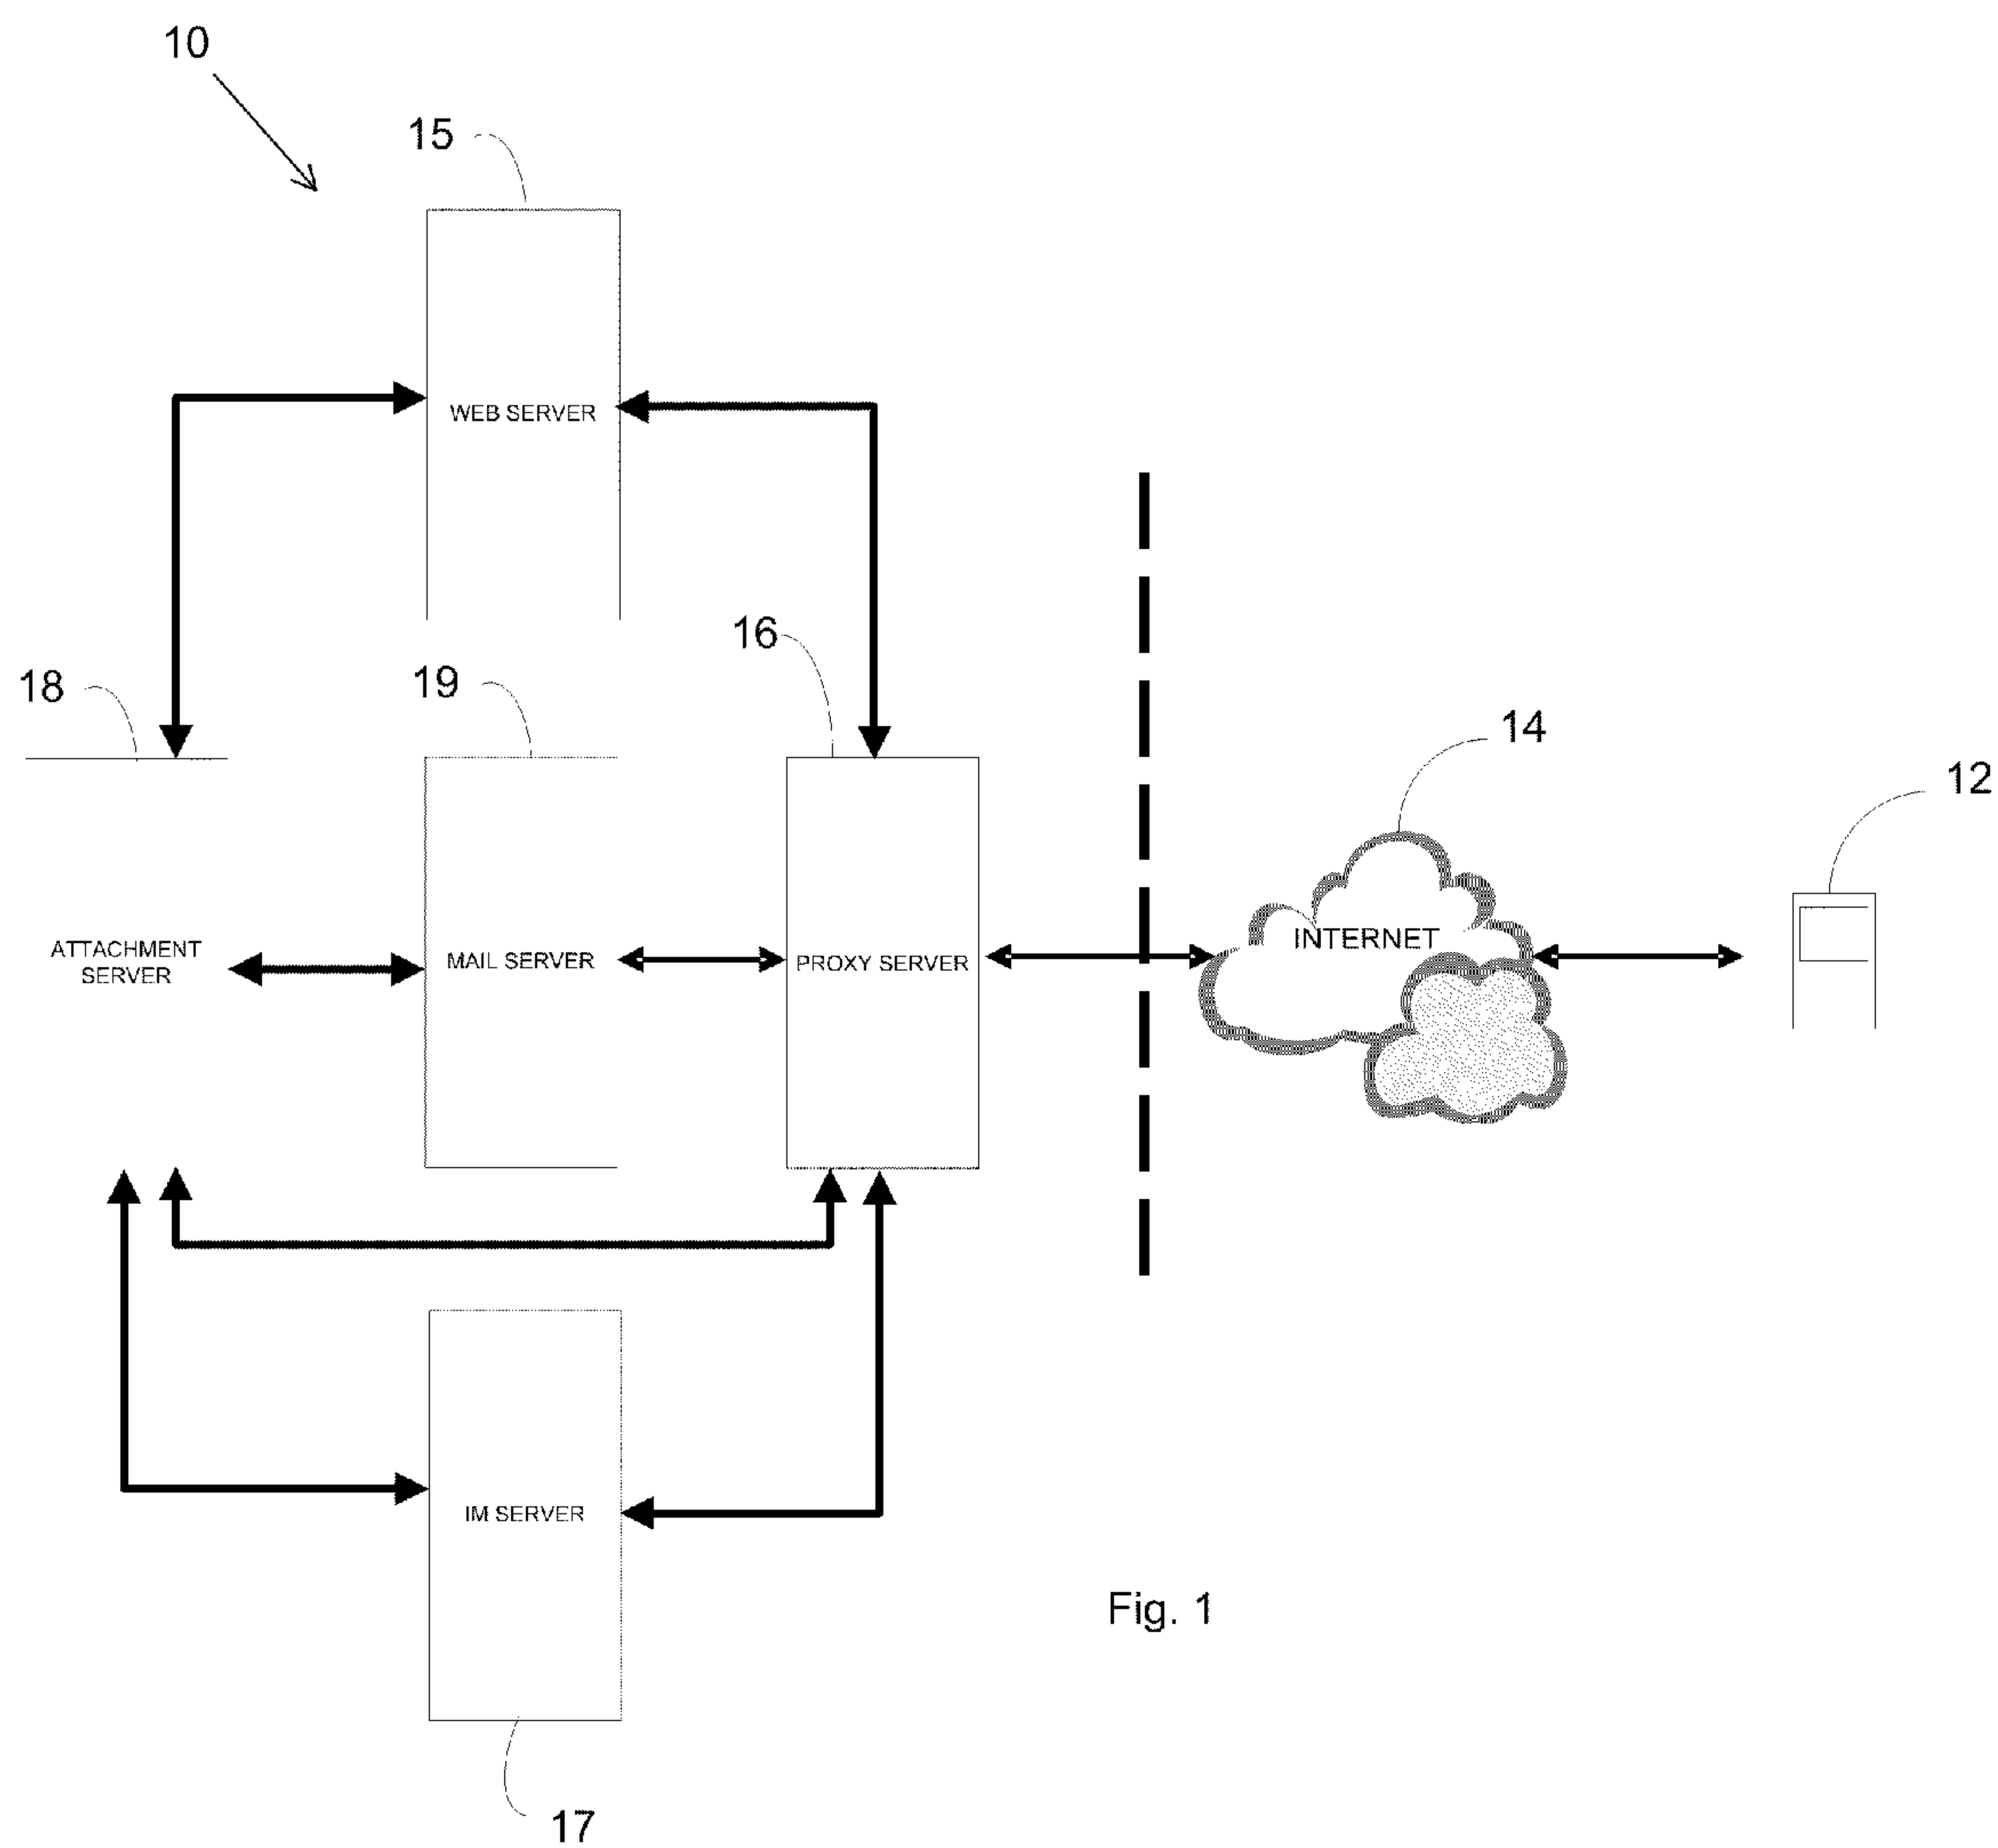 10
15
WEB SERVER
16
18
19
14
12
INTERNET
ATTACHMENT
SERVER
MAIL SERVER
PROXY SERVER
IM SERVER
Fig. 1
17